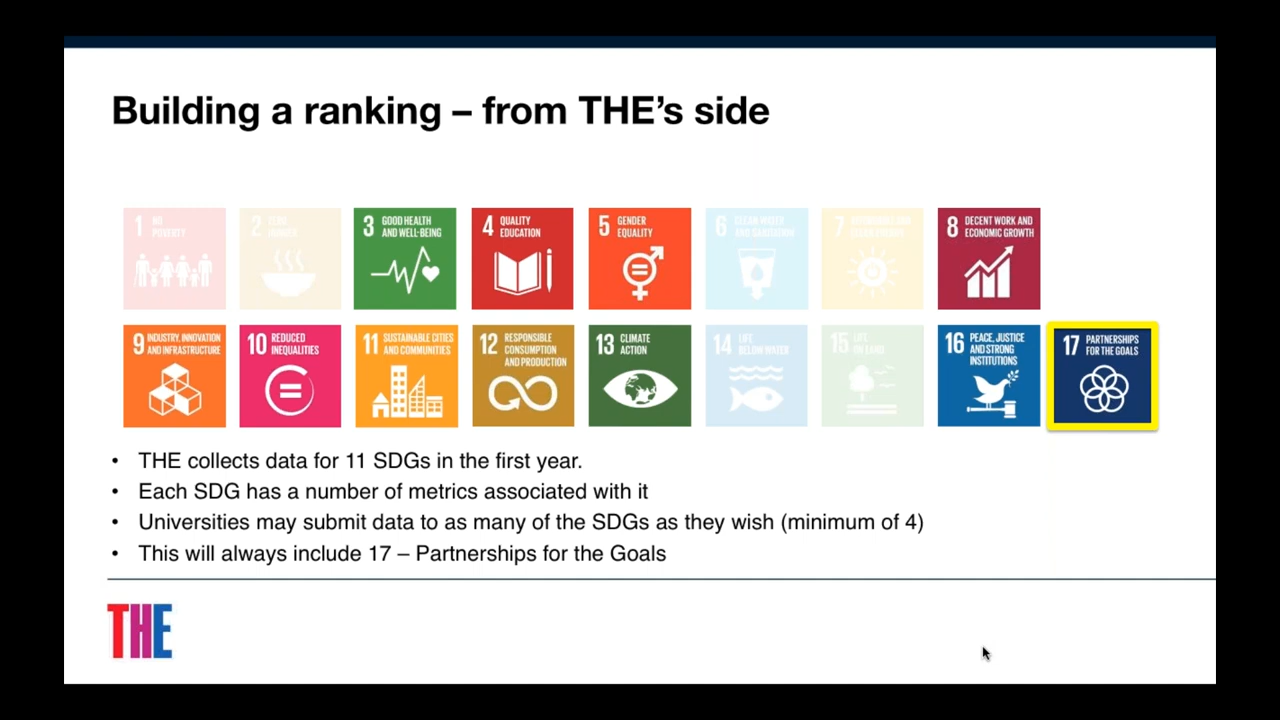 Building a ranking – from THE's side
1 NO POVERTY
2 ZERO HUNGER
3 GOOD HEALTH AND WELL-BEING
4 QUALITY EDUCATION
5 GENDER EQUALITY
6 CLEAN WATER AND SANITATION
7
8 DECENT WORK AND ECONOMIC GROWTH
9 INDUSTRY, INNOVATION AND INFRASTRUCTURE
10 REDUCED INEQUALITIES
11 SUSTAINABLE CITIES AND COMMUNITIES
12 RESPONSIBLE CONSUMPTION AND PRODUCTION
13 CLIMATE ACTION
14 LIFE BELOW WATER
15 LIFE ON LAND
16 PEACE, JUSTICE AND STRONG INSTITUTIONS
17 PARTNERSHIPS FOR THE GOALS
• THE collects data for 11 SDGs in the first year.
• Each SDG has a number of metrics associated with it
• Universities may submit data to as many of the SDGs as they wish (minimum of 4)
• This will always include 17 – Partnerships for the Goals
THE